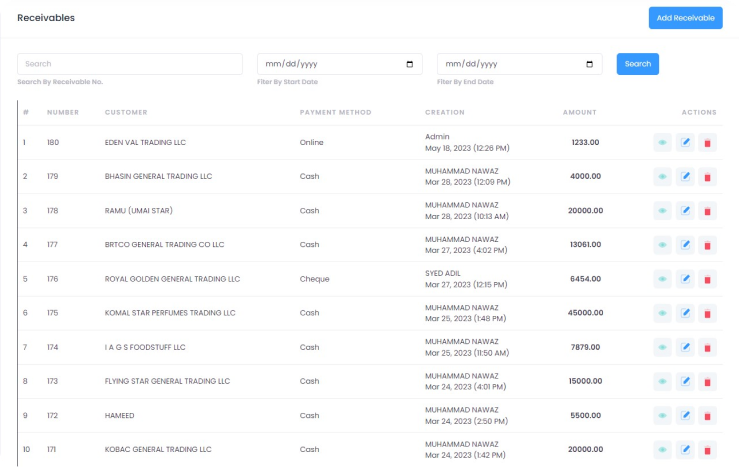 Receivables
Add Receivable
Search
mm/dd/yyyy
mm/dd/yyyy
Search
Search By Receivable No.
Fiter By Start Date
Fiter By End Date
# NUMBER CUSTOMER PAYMENT METHOD CREATION AMOUNT ACTIONS
1 180 EDEN VAL TRADING LLC Online Admin 1233.00
May 18, 2023 (12:26 PM)
2 179 BHASIN GENERAL TRADING LLC Cash MUHAMMAD NAWAZ 4000.00
Mar 28, 2023 (12:09 PM)
3 178 RAMU (UMAI STAR) Cash MUHAMMAD NAWAZ 20000.00
Mar 28, 2023 (10:13 AM)
4 177 BRTCO GENERAL TRADING CO LLC Cash MUHAMMAD NAWAZ 13061.00
Mar 27, 2023 (4:02 PM)
5 176 ROYAL GOLDEN GENERAL TRADING LLC Cheque SYED ADIL 6454.00
Mar 27, 2023 (12:15 PM)
6 175 KOMAL STAR PERFUMES TRADING LLC Cash MUHAMMAD NAWAZ 45000.00
Mar 25, 2023 (1:48 PM)
7 174 I A G S FOODSTUFF LLC Cash MUHAMMAD NAWAZ 7879.00
Mar 25, 2023 (11:50 AM)
8 173 FLYING STAR GENERAL TRADING LLC Cash MUHAMMAD NAWAZ 15000.00
Mar 24, 2023 (4:01 PM)
9 172 HAMEED Cash MUHAMMAD NAWAZ 5500.00
Mar 24, 2023 (2:50 PM)
10 171 KOBAC GENERAL TRADING LLC Cash MUHAMMAD NAWAZ 20000.00
Mar 24, 2023 (1:42 PM)